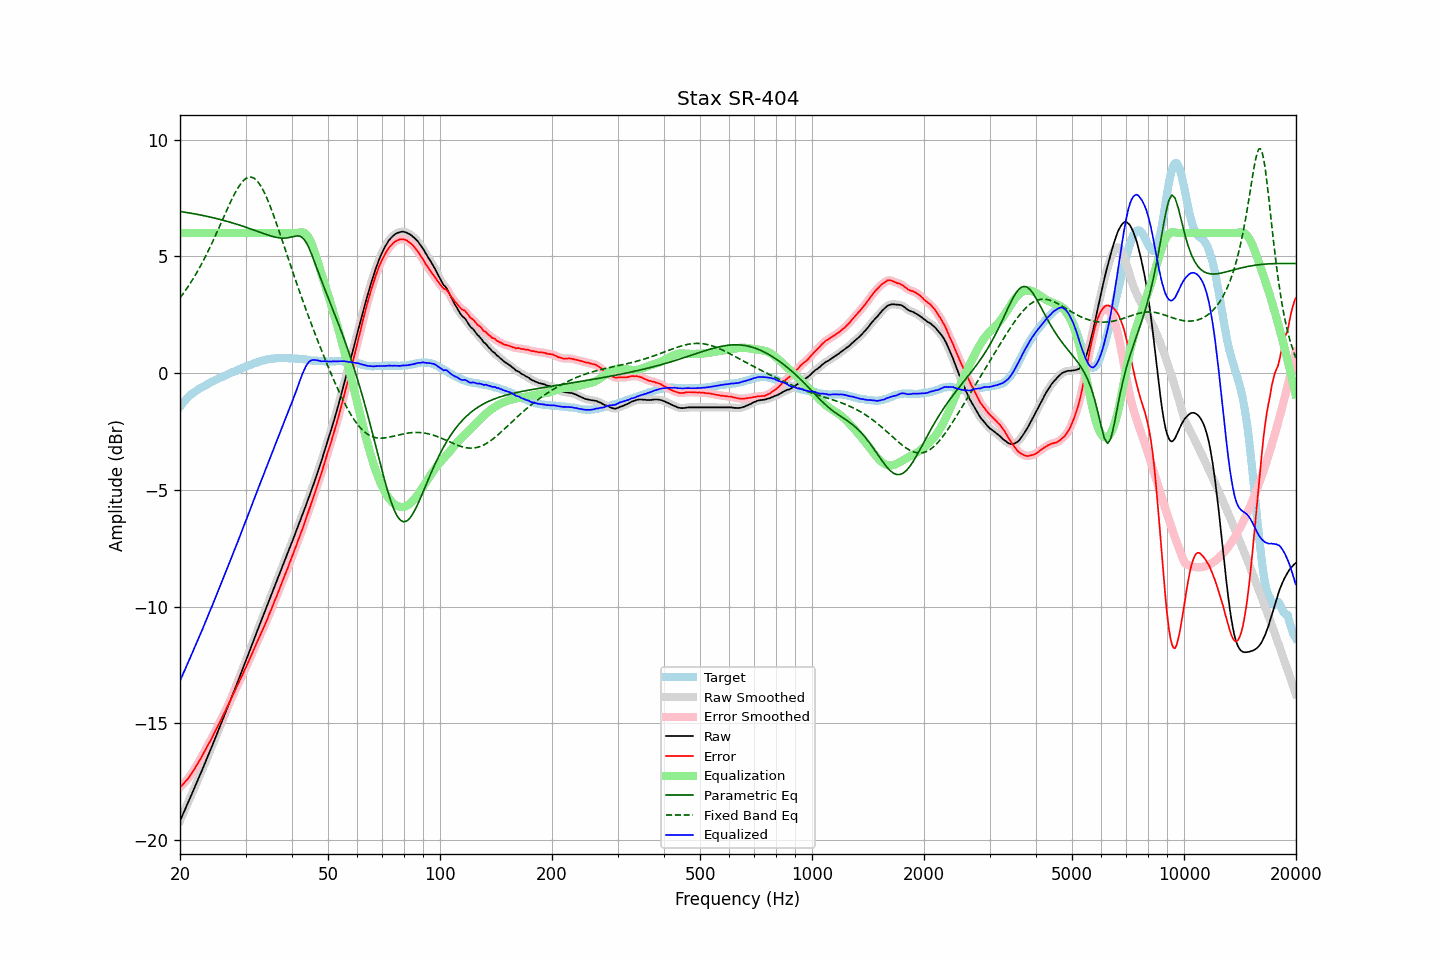 Stax SR-404
Amplitude (dBr)
10
5
0
−5
−10
−15
−20
Target
Raw Smoothed
Error Smoothed
Raw
Error
Equalization
Parametric Eq
Fixed Band Eq
Equalized
20
50
100
200
500
1000
2000
5000
10000
20000
Frequency (Hz)